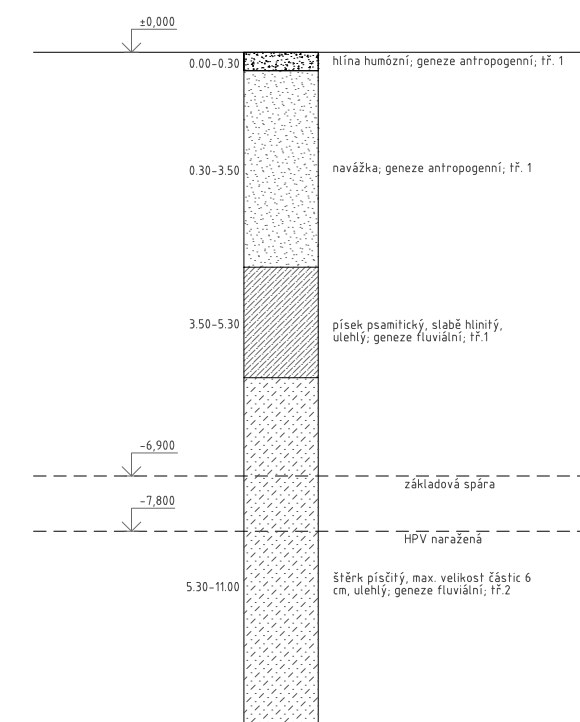 ±0,000
0.00-0.30
hlína humózní; geneze antropogenní; tř. 1
0.30-3.50
navážka; geneze antropogenní; tř. 1
3.50-5.30
písek psamitický, slabě hlinitý,
ulehlý; geneze fluviální; tř.1
-6,900
základová spára
-7,800
HPV naražená
5.30-11.00
štěrk písčitý, max. velikost částic 6
cm, ulehlý; geneze fluviální; tř.2